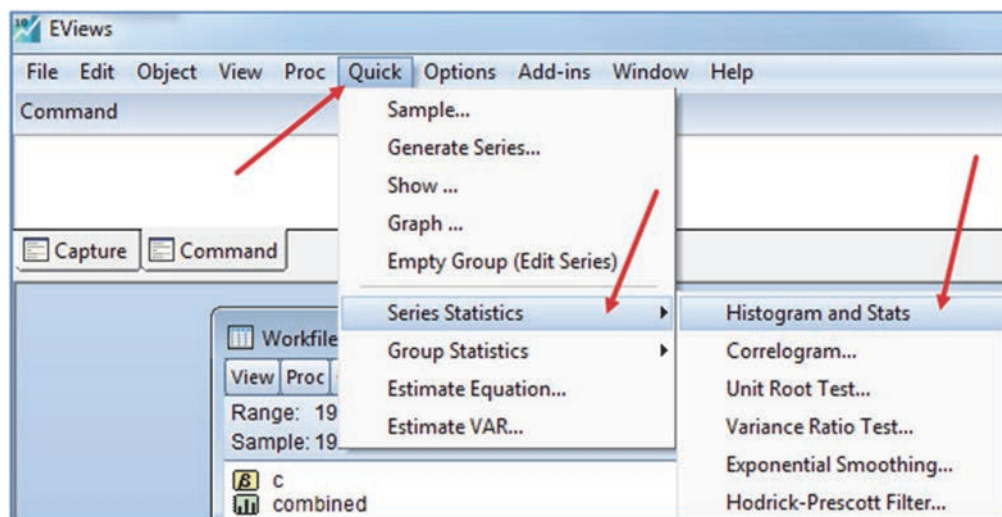 10
EViews
File Edit Object View Proc Quick Options Add-ins Window Help
Command
Sample...
Generate Series...
Show ...
Graph ...
Empty Group (Edit Series)
Series Statistics
Group Statistics
Estimate Equation...
Estimate VAR...
Histogram and Stats
Correlogram...
Unit Root Test...
Variance Ratio Test...
Exponential Smoothing...
Hodrick-Prescott Filter...
Capture Command
Workfile
View Proc
Range: 19
Sample: 19
β c
combined